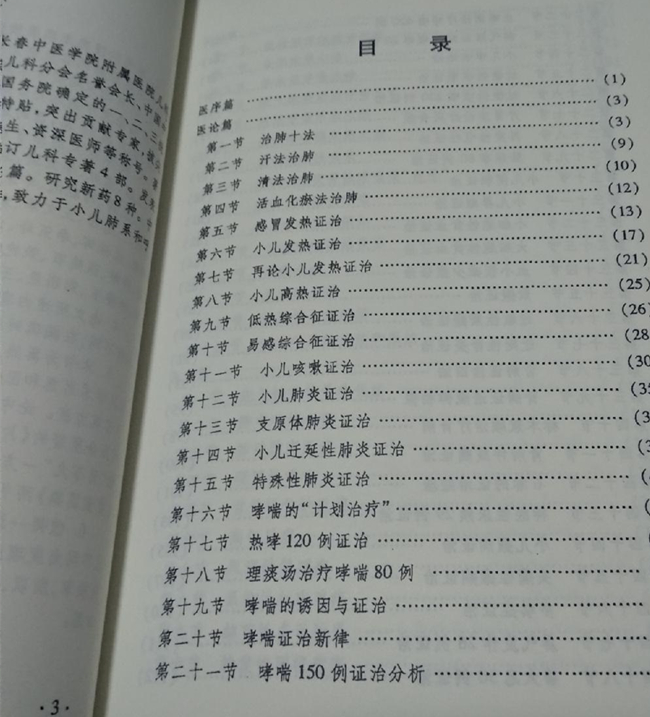 长春中医学院附属医院儿
儿科分会名誉会长、中国
国务院确定的一、二、三
特贴，突出贡献专家，
生、资深医师等称号。
订儿科专著4部。发
篇。研究新药8种。
，致力于小儿肺系和
·3·
目 录
医序篇 (1)
医论篇 (3)
第一节 治肺十法 (3)
第二节 汗法治肺 (9)
第三节 清法治肺 (10)
第四节 活血化瘀法治肺 (12)
第五节 感冒发热证治 (13)
第六节 小儿发热证治 (17)
第七节 再论小儿发热证治 (21)
第八节 小儿高热证治 (25)
第九节 低热综合征证治 (26)
第十节 易感综合征证治 (28
第十一节 小儿咳嗽证治 (30
第十二节 小儿肺炎证治 (35
第十三节 支原体肺炎证治 (3
第十四节 小儿迁延性肺炎证治 (3
第十五节 特殊性肺炎证治 (
第十六节 哮喘的“计划治疗” (
第十七节 热哮120例证治 (
第十八节 理痰汤治疗哮喘80例
第十九节 哮喘的诱因与证治
第二十节 哮喘证治新律
第二十一节 哮喘150例证治分析